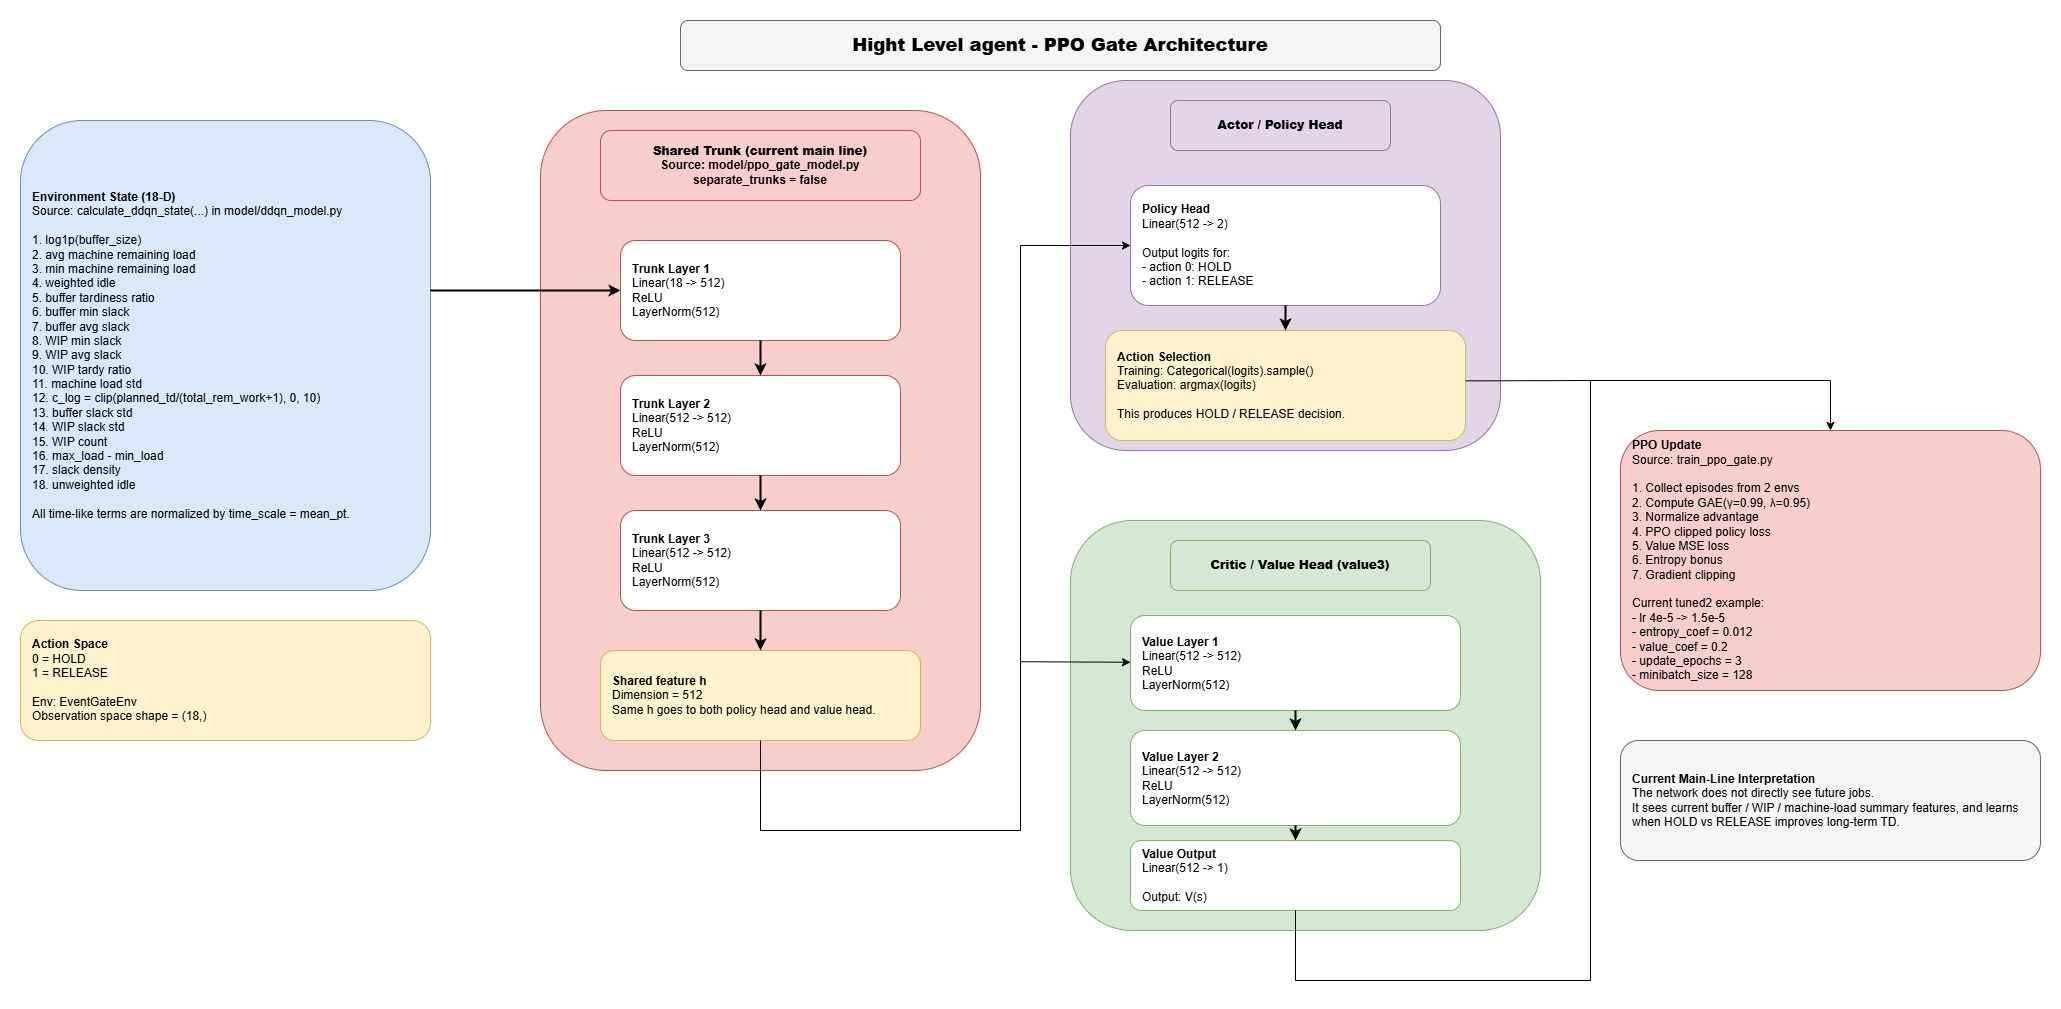 Hight Level agent - PPO Gate Architecture
Environment State (18-D)
Source: calculate_ddqn_state(...) in model/ddqn_model.py
1. log1p(buffer_size)
2. avg machine remaining load
3. min machine remaining load
4. weighted idle
5. buffer tardiness ratio
6. buffer min slack
7. buffer avg slack
8. WIP min slack
9. WIP avg slack
10. WIP tardy ratio
11. machine load std
12. c_log = clip(planned_td/(total_rem_work+1), 0, 10)
13. buffer slack std
14. WIP slack std
15. WIP count
16. max_load - min_load
17. slack density
18. unweighted idle
All time-like terms are normalized by time_scale = mean_pt.
Action Space
0 = HOLD
1 = RELEASE
Env: EventGateEnv
Observation space shape = (18,)
Shared Trunk (current main line)
Source: model/ppo_gate_model.py
separate_trunks = false
Trunk Layer 1
Linear(18 -> 512)
ReLU
LayerNorm(512)
Trunk Layer 2
Linear(512 -> 512)
ReLU
LayerNorm(512)
Trunk Layer 3
Linear(512 -> 512)
ReLU
LayerNorm(512)
Shared feature h
Dimension = 512
Same h goes to both policy head and value head.
Actor / Policy Head
Policy Head
Linear(512 -> 2)
Output logits for:
- action 0: HOLD
- action 1: RELEASE
Action Selection
Training: Categorical(logits).sample()
Evaluation: argmax(logits)
This produces HOLD / RELEASE decision.
Critic / Value Head (value3)
Value Layer 1
Linear(512 -> 512)
ReLU
LayerNorm(512)
Value Layer 2
Linear(512 -> 512)
ReLU
LayerNorm(512)
Value Output
Linear(512 -> 1)
Output: V(s)
PPO Update
Source: train_ppo_gate.py
1. Collect episodes from 2 envs
2. Compute GAE(γ=0.99, λ=0.95)
3. Normalize advantage
4. PPO clipped policy loss
5. Value MSE loss
6. Entropy bonus
7. Gradient clipping
Current tuned2 example:
- lr 4e-5 -> 1.5e-5
- entropy_coef = 0.012
- value_coef = 0.2
- update_epochs = 3
- minibatch_size = 128
Current Main-Line Interpretation
The network does not directly see future jobs.
It sees current buffer / WIP / machine-load summary features, and learns
when HOLD vs RELEASE improves long-term TD.